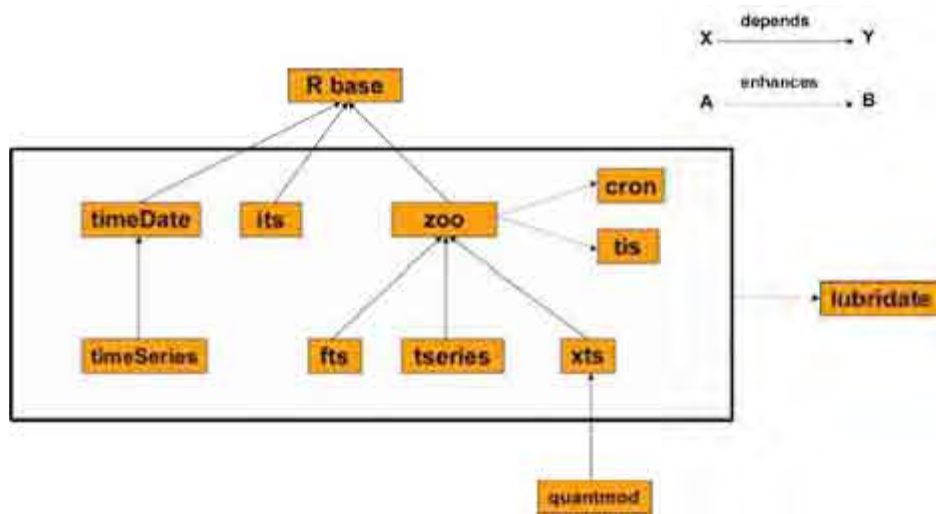 depends
X Y
enhances
A B
R base
cron
timeDate its zoo
tis
lubridate
timeSeries fts tseries xts
quantmod